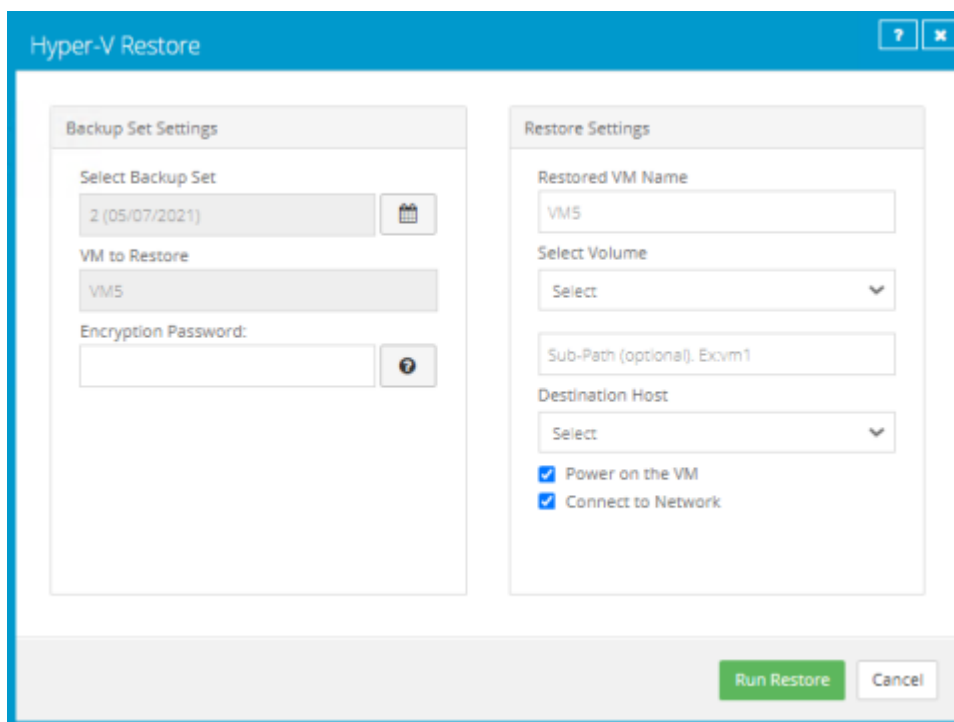 Hyper-V Restore
?
Backup Set Settings
Select Backup Set
2 (05/07/2021)
VM to Restore
VM5
Encryption Password:
?
Restore Settings
Restored VM Name
VM5
Select Volume
Select
Sub-Path (optional). Ex:vm1
Destination Host
Select
Power on the VM
Connect to Network
Run Restore
Cancel